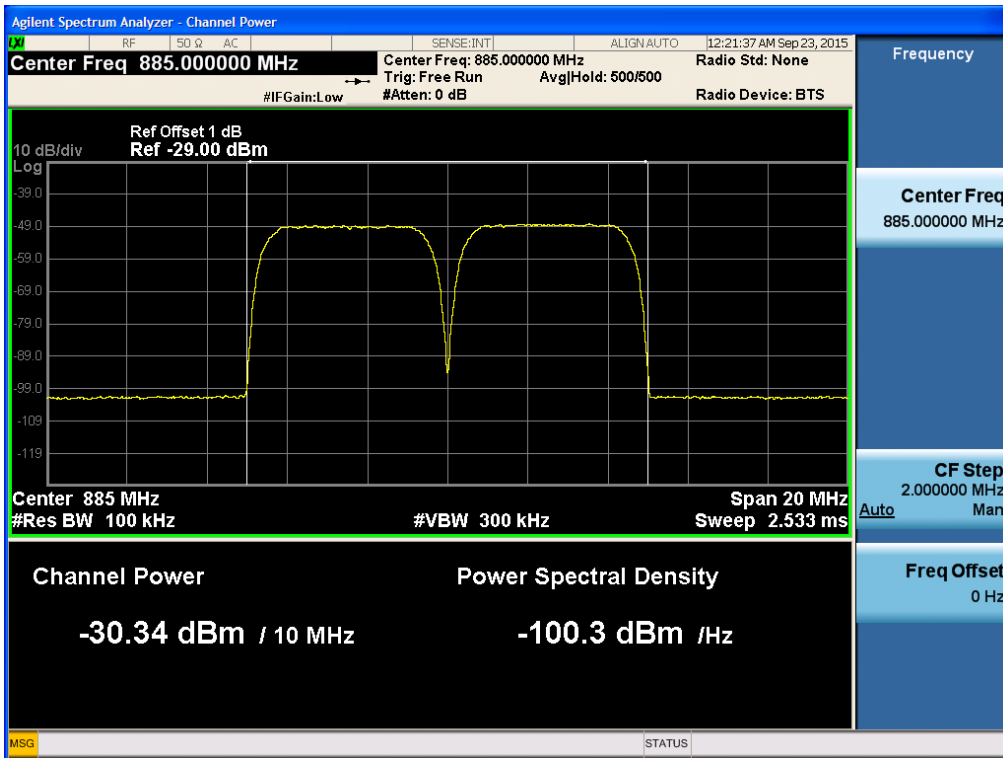 Agilent Spectrum Analyzer - Channel Power
LXI RF 50 Ω AC SENSE:INT ALIGN AUTO 12:21:37 AM Sep 23, 2015
Center Freq 885.000000 MHz
Center Freq: 885.000000 MHz
Radio Std: None
Trig: Free Run Avg|Hold: 500/500
#IFGain:Low
#Atten: 0 dB
Radio Device: BTS
Frequency
Ref Offset 1 dB
10 dB/div Ref -29.00 dBm
Log
-39.0
-49.0
-59.0
-69.0
-79.0
-89.0
-99.0
-109
-119
Center 885 MHz Span 20 MHz
#Res BW 100 kHz #VBW 300 kHz Sweep 2.533 ms
Channel Power Power Spectral Density
-30.34 dBm / 10 MHz -100.3 dBm /Hz
Center Freq
885.000000 MHz
CF Step
2.000000 MHz
Auto Man
Freq Offset
0 Hz
MSG STATUS